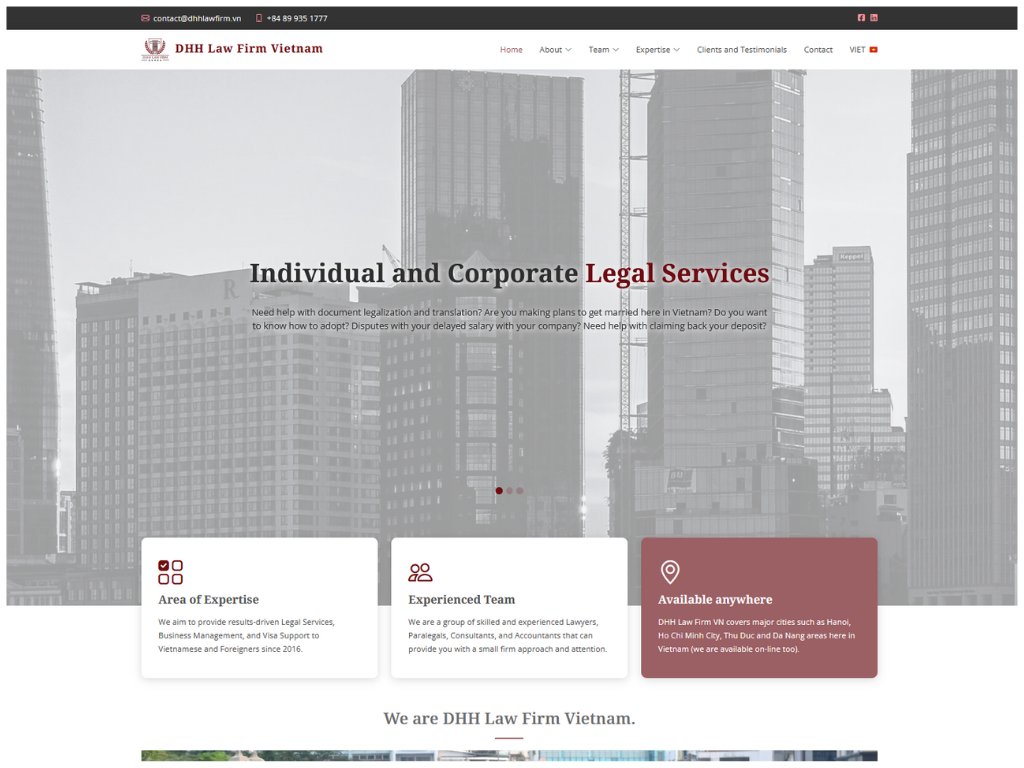 contact@dhhlawfirm.vn +84 89 935 1777
DHH Law Firm Vietnam
Home About Team Expertise Clients and Testimonials Contact VIET
Keppel
R
Individual and Corporate Legal Services
Need help with document legalization and translation? Are you making plans to get married here in Vietnam? Do you want
to know how to adopt? Disputes with your delayed salary with your company? Need help with claiming back your deposit?
Area of Expertise
We aim to provide results-driven Legal Services,
Business Management, and Visa Support to
Vietnamese and Foreigners since 2016.
Experienced Team
We are a group of skilled and experienced Lawyers,
Paralegals, Consultants, and Accountants that can
provide you with a small firm approach and attention.
Available anywhere
DHH Law Firm VN covers major cities such as Hanoi,
Ho Chi Minh City, Thu Duc and Da Nang areas here in
Vietnam (we are available on-line too).
We are DHH Law Firm Vietnam.